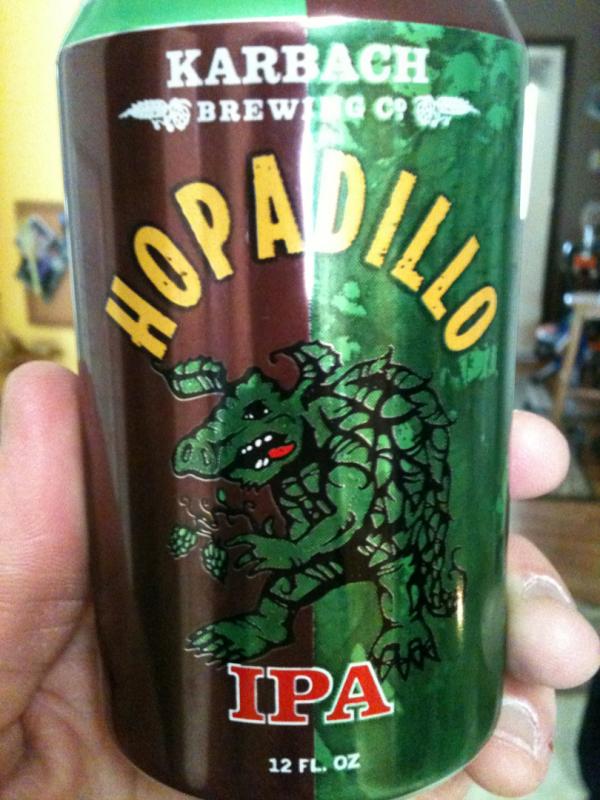 KARBACH
BREWING Co
HOPADILLO
IPA
12 FL. OZ